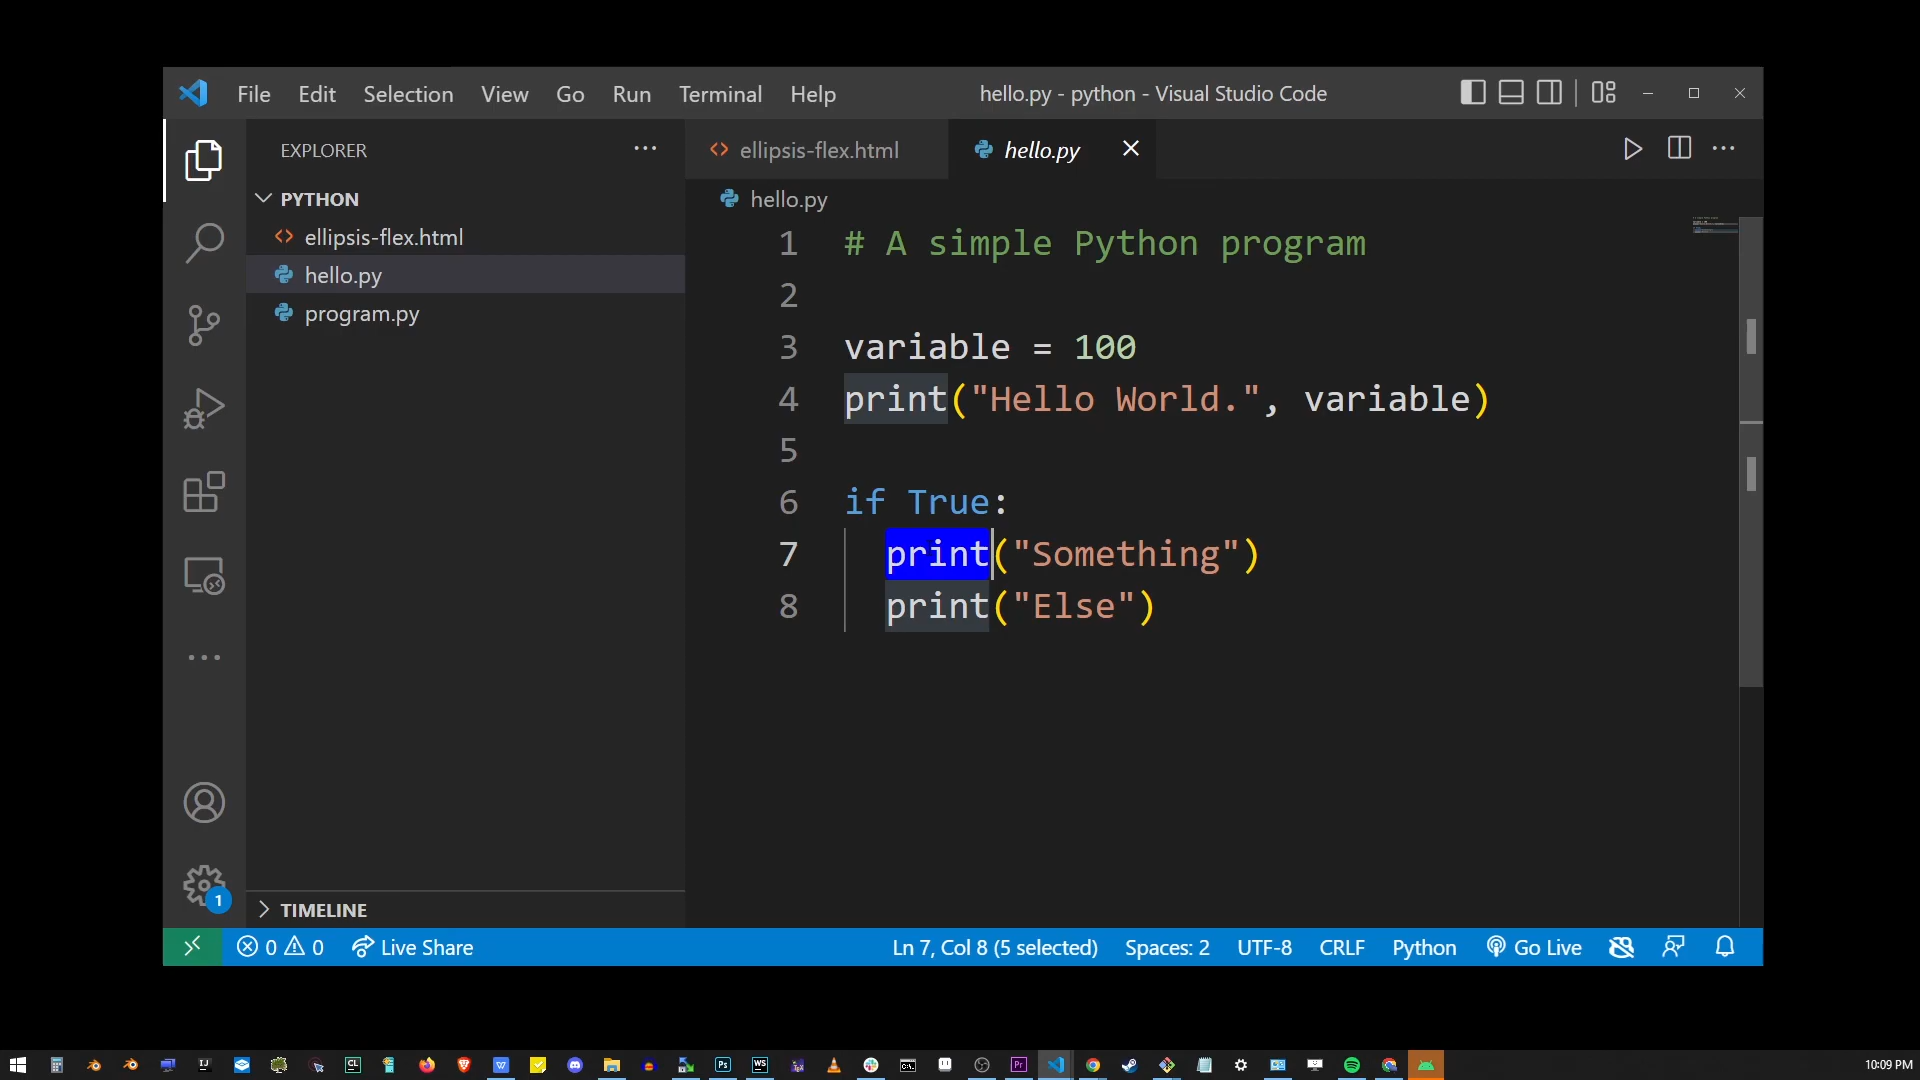 File Edit Selection View Go Run Terminal Help hello.py - python - Visual Studio Code
EXPLORER
ellipsis-flex.html hello.py
PYTHON
hello.py
ellipsis-flex.html
hello.py
program.py
1 # A simple Python program
2
3 variable = 100
4 print("Hello World.", variable)
5
6 if True:
7 print("Something")
8 print("Else")
1
TIMELINE
0 0 Live Share Ln 7, Col 8 (5 selected) Spaces: 2 UTF-8 CRLF Python Go Live
10:09 PM